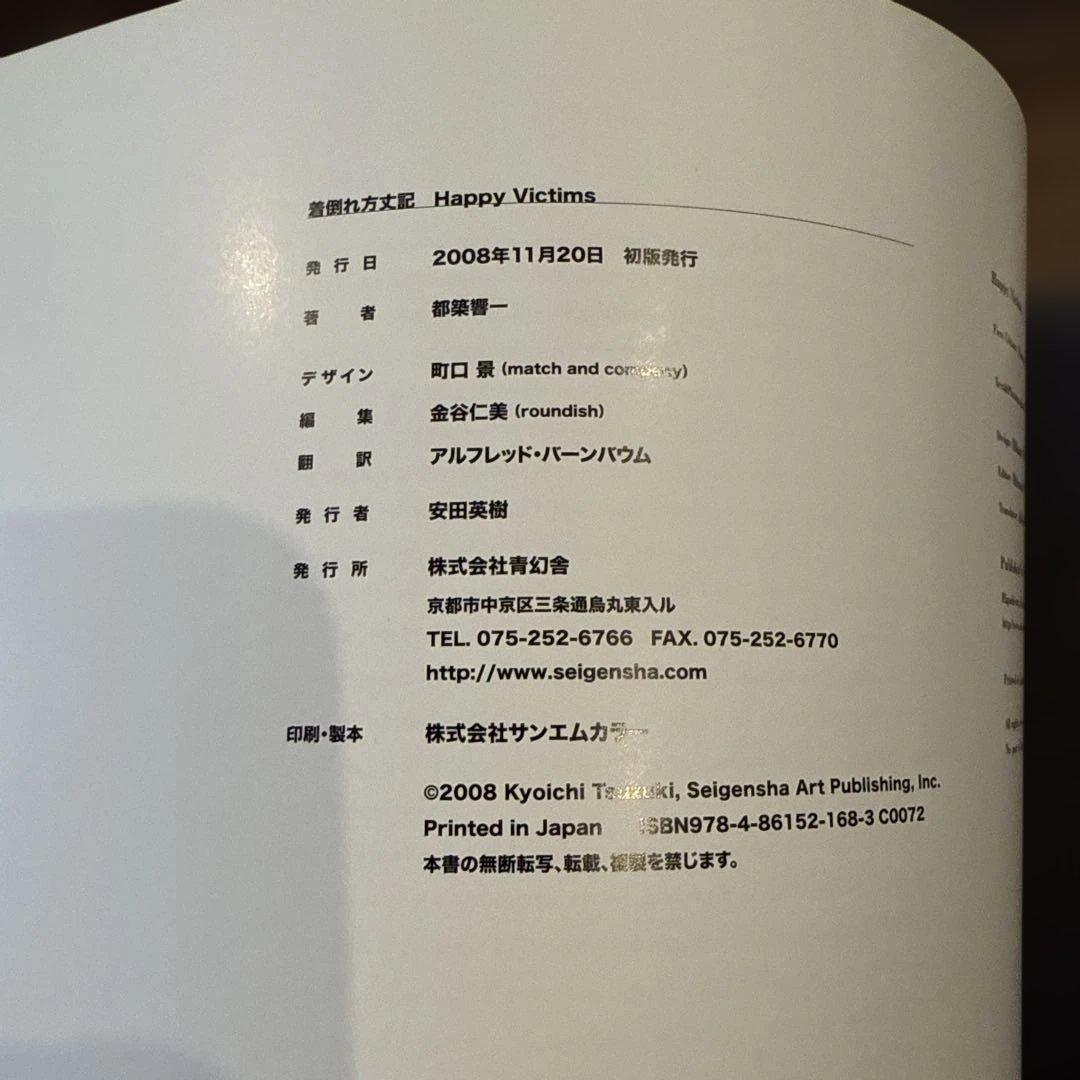 着倒れ方丈記 Happy Victims
発行日 2008年11月20日 初版発行
著者 都築響一
デザイン 町口 景 (match and company)
編集 金谷仁美 (roundish)
翻訳 アルフレッド・バーンバウム
発行者 安田英樹
発行所 株式会社青幻舎
京都市中京区三条通烏丸東入ル
TEL. 075-252-6766 FAX. 075-252-6770
http://www.seigensha.com
印刷・製本 株式会社サンエムカラー
©2008 Kyoichi Tsuzuki, Seigensha Art Publishing, Inc.
Printed in Japan ISBN978-4-86152-168-3 C0072
本書の無断転写、転載、複製を禁じます。